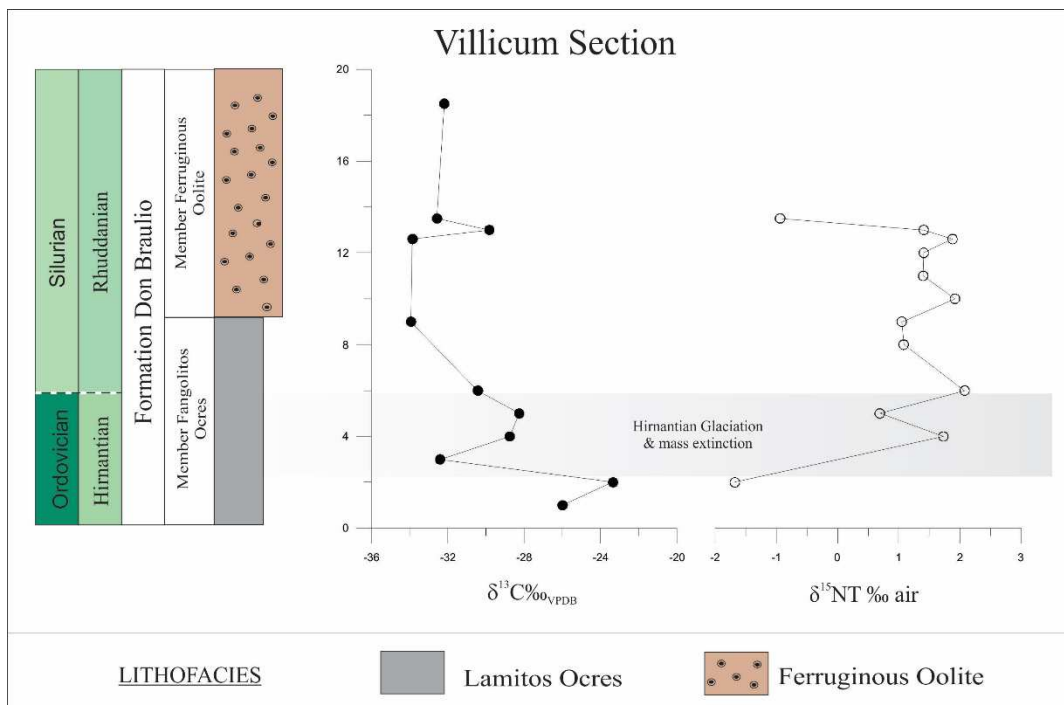 Villicum Section
Silurian
Ordovician
Rhuddanian
Hirnantian
Formation Don Braulio
Member Ferruginous
Oolite
Member Fangolitos
Ocres
20
16
12
8
4
0
Hirnantian Glaciation
& mass extinction
-36 -32 -28 -24 -20
-2 -1 0 1 2 3
δ¹³C‰VPDB
δ¹⁵NT ‰ air
LITHOFACIES
Lamitos Ocres
Ferruginous Oolite